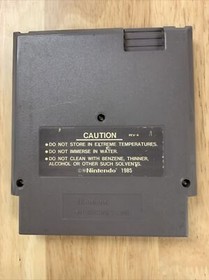 CAUTION
REV-A
A
•DO NOT STORE IN EXTREME TEMPERATURES.
•DO NOT IMMERSE IN WATER.
•DO NOT CLEAN WITH BENZENE, THINNER,
ALCOHOL OR OTHER SUCH SOLVENTS.
©®Nintendo 1985